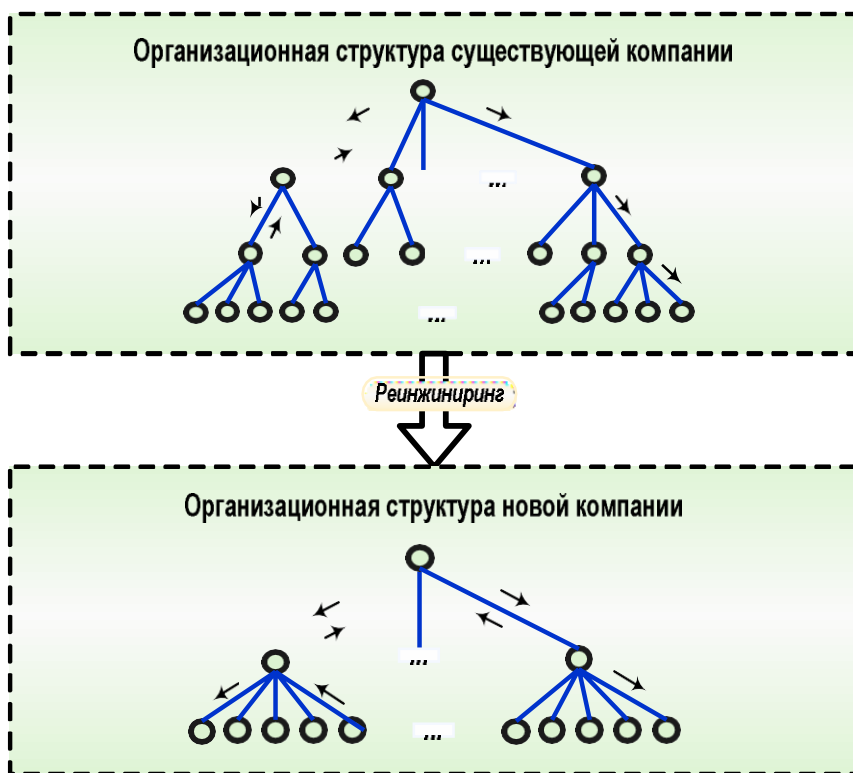 Организационная структура существующей компании
...
...
...
Реинжиниринг
Организационная структура новой компании
...
...